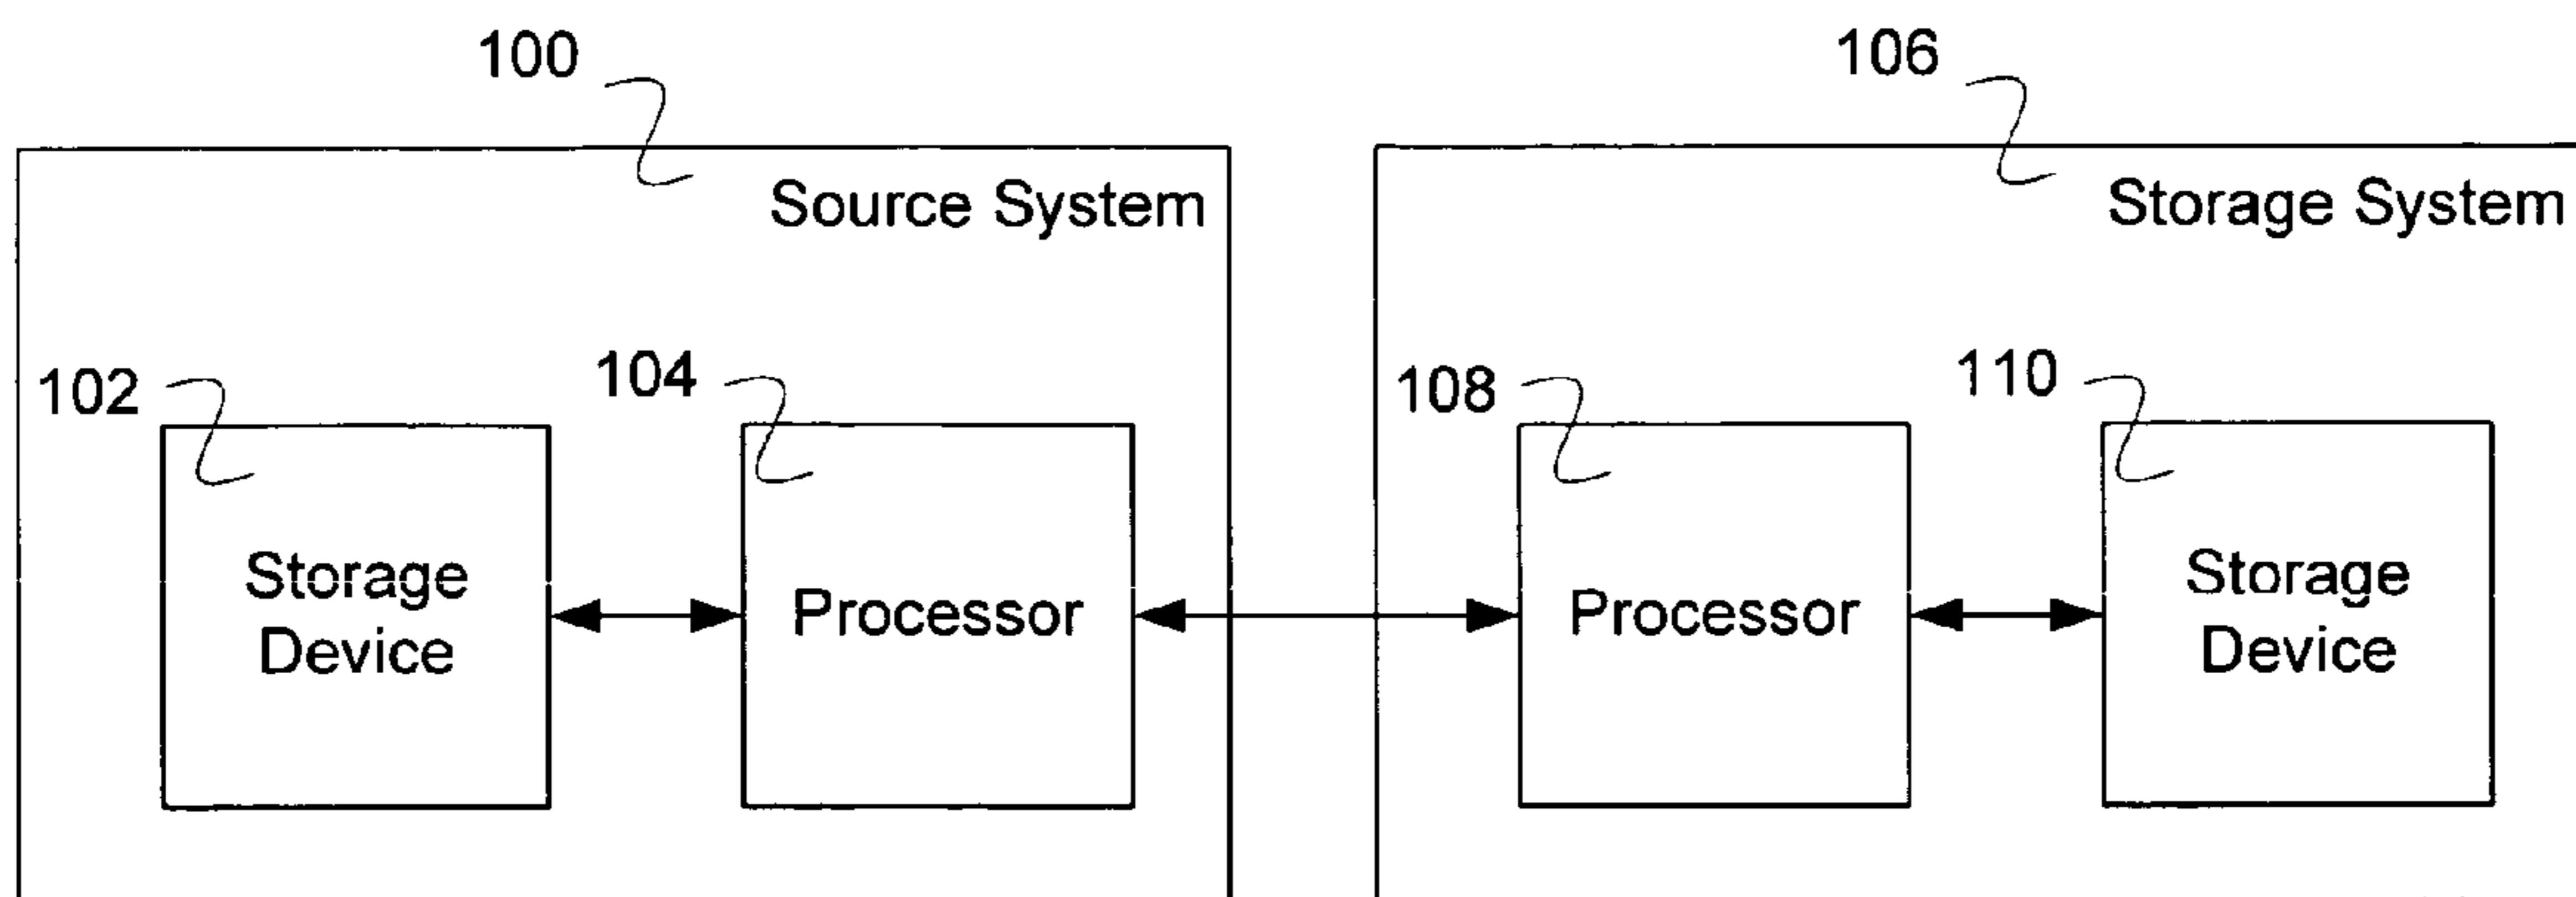 100
106
Source System
Storage System
102
104
108
110
Storage
Device
Processor
Processor
Storage
Device